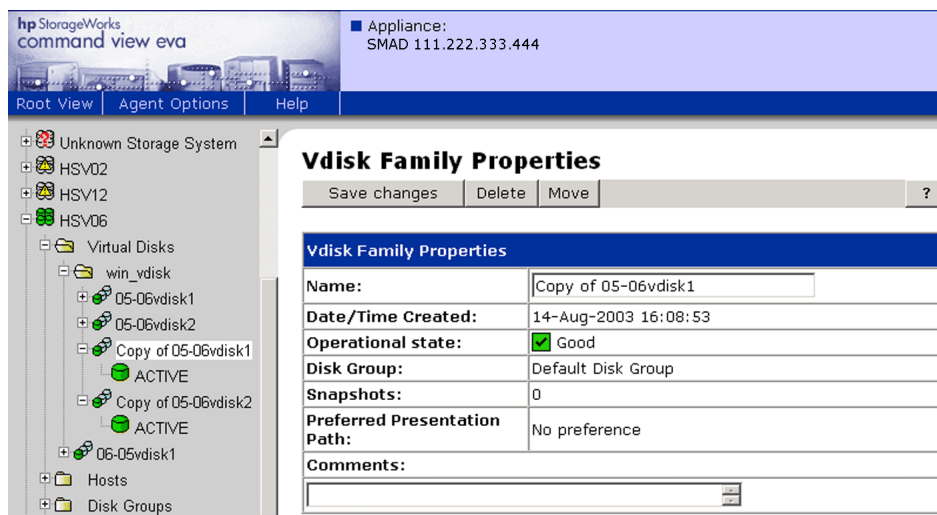 hp StorageWorks
command view eva
Appliance:
SMAD 111.222.333.444
Root View
Agent Options
Help
Unknown Storage System
HSV02
HSV12
HSV06
Virtual Disks
win_vdisk
05-06vdisk1
05-06vdisk2
Copy of 05-06vdisk1
ACTIVE
Copy of 05-06vdisk2
ACTIVE
06-05vdisk1
Hosts
Disk Groups
Vdisk Family Properties
Save changes
Delete
Move
?
Vdisk Family Properties
Name: Copy of 05-06vdisk1
Date/Time Created: 14-Aug-2003 16:08:53
Operational state: Good
Disk Group: Default Disk Group
Snapshots: 0
Preferred Presentation
Path: No preference
Comments: